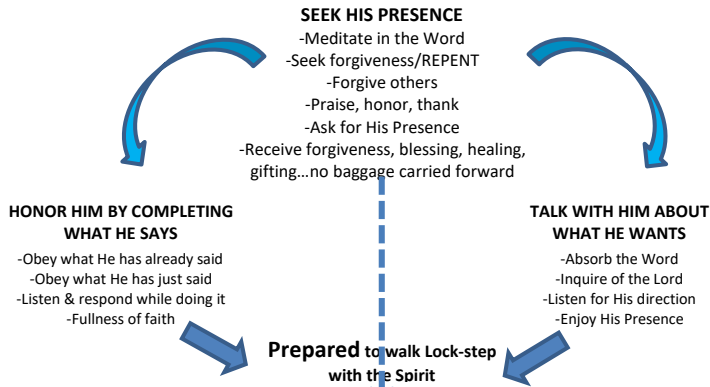 SEEK HIS PRESENCE
-Meditate in the Word
-Seek forgiveness/REPENT
-Forgive others
-Praise, honor, thank
-Ask for His Presence
-Receive forgiveness, blessing, healing,
gifting…no baggage carried forward
HONOR HIM BY COMPLETING
WHAT HE SAYS
-Obey what He has already said
-Obey what He has just said
-Listen & respond while doing it
-Fullness of faith
TALK WITH HIM ABOUT
WHAT HE WANTS
-Absorb the Word
-Inquire of the Lord
-Listen for His direction
-Enjoy His Presence
Prepared to walk Lock-step
with the Spirit